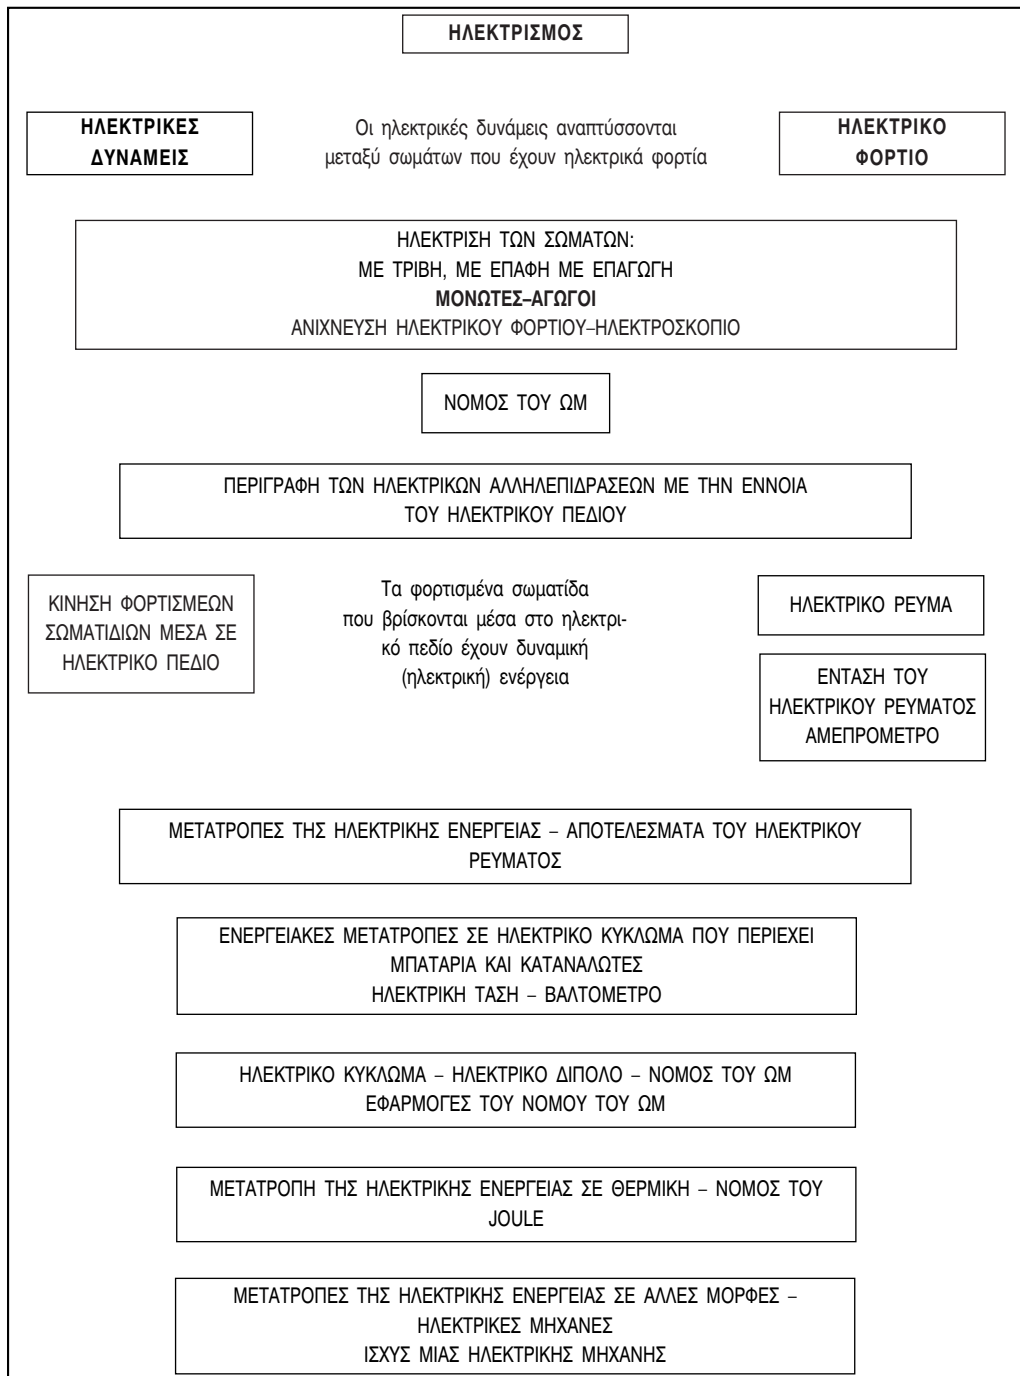 ΗΛΕΚΤΡΙΣΜΟΣ
ΗΛΕΚΤΡΙΚΕΣ
ΔΥΝΑΜΕΙΣ
Οι ηλεκτρικές δυνάμεις αναπτύσσονται
μεταξύ σωμάτων που έχουν ηλεκτρικά φορτία
ΗΛΕΚΤΡΙΚΟ
ΦΟΡΤΙΟ
ΗΛΕΚΤΡΙΣΗ ΤΩΝ ΣΩΜΑΤΩΝ:
ΜΕ ΤΡΙΒΗ, ΜΕ ΕΠΑΦΗ ΜΕ ΕΠΑΓΩΓΗ
ΜΟΝΩΤΕΣ–ΑΓΩΓΟΙ
ΑΝΙΧΝΕΥΣΗ ΗΛΕΚΤΡΙΚΟΥ ΦΟΡΤΙΟΥ–ΗΛΕΚΤΡΟΣΚΟΠΙΟ
ΝΟΜΟΣ ΤΟΥ ΩΜ
ΠΕΡΙΓΡΑΦΗ ΤΩΝ ΗΛΕΚΤΡΙΚΩΝ ΑΛΛΗΛΕΠΙΔΡΑΣΕΩΝ ΜΕ ΤΗΝ ΕΝΝΟΙΑ
ΤΟΥ ΗΛΕΚΤΡΙΚΟΥ ΠΕΔΙΟΥ
ΚΙΝΗΣΗ ΦΟΡΤΙΣΜΕΩΝ
ΣΩΜΑΤΙΔΙΩΝ ΜΕΣΑ ΣΕ
ΗΛΕΚΤΡΙΚΟ ΠΕΔΙΟ
Τα φορτισμένα σωματίδα
που βρίσκονται μέσα στο ηλεκτρι-
κό πεδίο έχουν δυναμική
(ηλεκτρική) ενέργεια
ΗΛΕΚΤΡΙΚΟ ΡΕΥΜΑ
ΕΝΤΑΣΗ ΤΟΥ
ΗΛΕΚΤΡΙΚΟΥ ΡΕΥΜΑΤΟΣ
ΑΜΕΠΡΟΜΕΤΡΟ
ΜΕΤΑΤΡΟΠΕΣ ΤΗΣ ΗΛΕΚΤΡΙΚΗΣ ΕΝΕΡΓΕΙΑΣ – ΑΠΟΤΕΛΕΣΜΑΤΑ ΤΟΥ ΗΛΕΚΤΡΙΚΟΥ
ΡΕΥΜΑΤΟΣ
ΕΝΕΡΓΕΙΑΚΕΣ ΜΕΤΑΤΡΟΠΕΣ ΣΕ ΗΛΕΚΤΡΙΚΟ ΚΥΚΛΩΜΑ ΠΟΥ ΠΕΡΙΕΧΕΙ
ΜΠΑΤΑΡΙΑ ΚΑΙ ΚΑΤΑΝΑΛΩΤΕΣ
ΗΛΕΚΤΡΙΚΗ ΤΑΣΗ – ΒΑΛΤΟΜΕΤΡΟ
ΗΛΕΚΤΡΙΚΟ ΚΥΚΛΩΜΑ – ΗΛΕΚΤΡΙΚΟ ΔΙΠΟΛΟ – ΝΟΜΟΣ ΤΟΥ ΩΜ
ΕΦΑΡΜΟΓΕΣ ΤΟΥ ΝΟΜΟΥ ΤΟΥ ΩΜ
ΜΕΤΑΤΡΟΠΗ ΤΗΣ ΗΛΕΚΤΡΙΚΗΣ ΕΝΕΡΓΕΙΑΣ ΣΕ ΘΕΡΜΙΚΗ – ΝΟΜΟΣ ΤΟΥ
JOULE
ΜΕΤΑΤΡΟΠΕΣ ΤΗΣ ΗΛΕΚΤΡΙΚΗΣ ΕΝΕΡΓΕΙΑΣ ΣΕ ΑΛΛΕΣ ΜΟΡΦΕΣ –
ΗΛΕΚΤΡΙΚΕΣ ΜΗΧΑΝΕΣ
ΙΣΧΥΣ ΜΙΑΣ ΗΛΕΚΤΡΙΚΗΣ ΜΗΧΑΝΗΣ